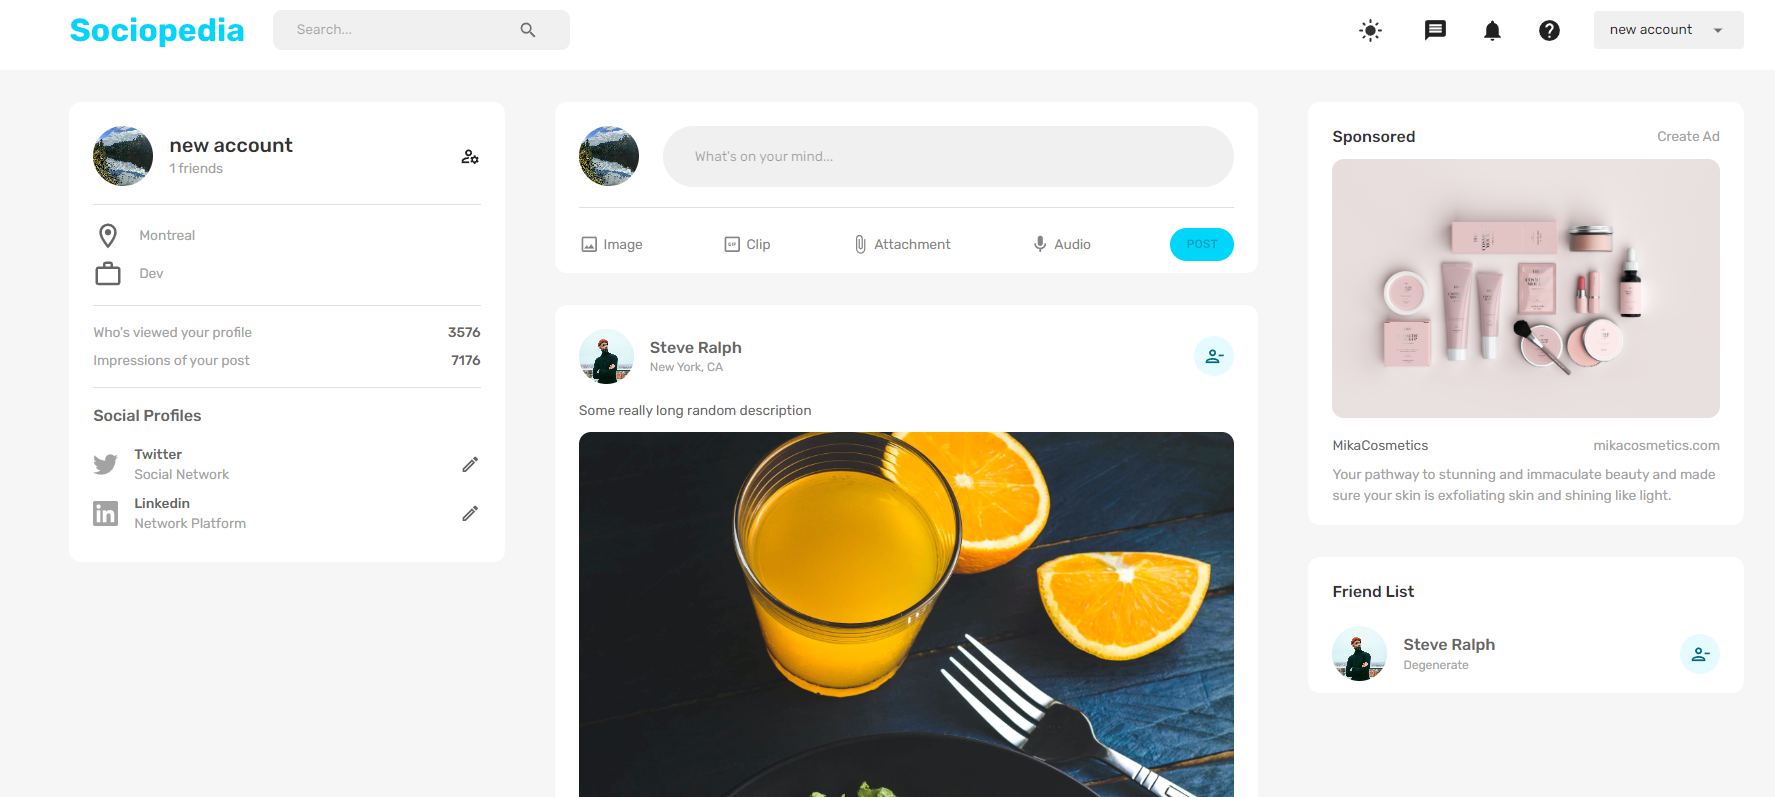 Sociopedia
Search...
new account
new account
1 friends
Montreal
Dev
Who's viewed your profile 3576
Impressions of your post 7176
Social Profiles
Twitter
Social Network
Linkedin
Network Platform
What's on your mind...
Image Clip Attachment Audio POST
Steve Ralph
New York, CA
Some really long random description
Sponsored Create Ad
MikaCosmetics mikacosmetics.com
Your pathway to stunning and immaculate beauty and made
sure your skin is exfoliating skin and shining like light.
Friend List
Steve Ralph
Degenerate